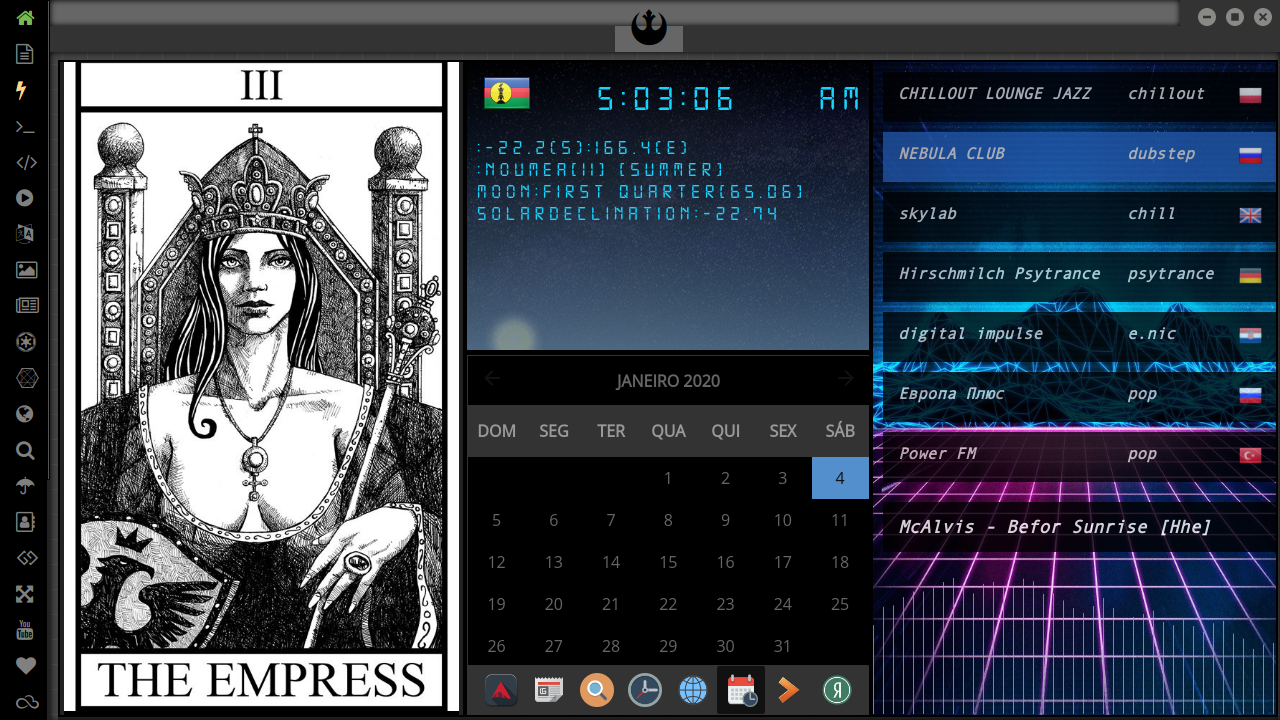 III
THE EMPRESS
5:03:06 AM
:-22.2(S):166.4(E)
:NOUMEA(11) (SUMMER)
MOON:FIRST QUARTER(65.06)
SOLARDECLINATION:-22.74
JANEIRO 2020
DOM SEG TER QUA QUI SEX SÁB
1 2 3 4
5 6 7 8 9 10 11
12 13 14 15 16 17 18
19 20 21 22 23 24 25
26 27 28 29 30 31
Я
CHILLOUT LOUNGE JAZZ chillout
NEBULA CLUB dubstep
skylab chill
Hirschmilch Psytrance psytrance
digital impulse e.nic
Европа Плюс pop
Power FM pop
McAlvis - Befor Sunrise [Hhe]
You
Tube